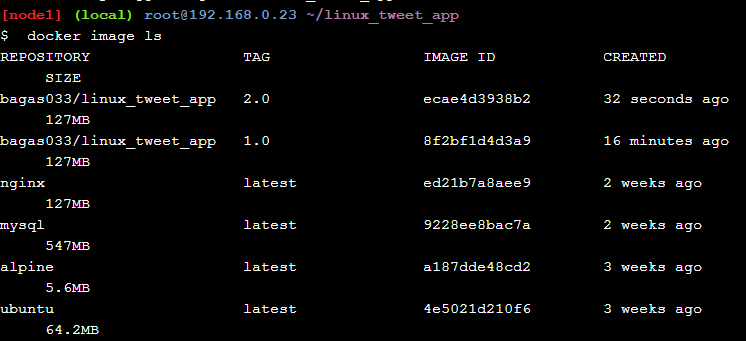 [node1] (local) root@192.168.0.23 ~/linux_tweet_app
$  docker image ls
REPOSITORY                 TAG                 IMAGE ID            CREATED
     SIZE
bagas033/linux_tweet_app   2.0                 ecae4d3938b2        32 seconds ago
     127MB
bagas033/linux_tweet_app   1.0                 8f2bf1d4d3a9        16 minutes ago
     127MB
nginx                      latest              ed21b7a8aee9        2 weeks ago
     127MB
mysql                      latest              9228ee8bac7a        2 weeks ago
     547MB
alpine                     latest              a187dde48cd2        3 weeks ago
     5.6MB
ubuntu                     latest              4e5021d210f6        3 weeks ago
     64.2MB